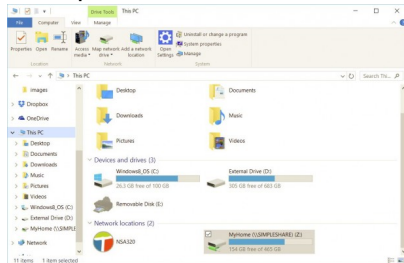 Drive Tools
This PC
File
Computer
View
Manage
Properties
Open
Rename
Access media
Map network drive
Add a network location
Open Settings
Uninstall or change a program
System properties
Manage
Location
Network
System
This PC
Search Thi...
images
Dropbox
OneDrive
This PC
Desktop
Documents
Downloads
Music
Pictures
Videos
Windows8_OS (C:)
External Drive (D:)
MyHome (\\SIMPL
Network
Desktop
Documents
Downloads
Music
Pictures
Videos
Devices and drives (3)
Windows8_OS (C:)
26.3 GB free of 100 GB
External Drive (D:)
305 GB free of 683 GB
Removable Disk (E:)
Network locations (2)
NSA320
MyHome (\\SIMPLESHARE) (Z:)
154 GB free of 465 GB
11 items
1 item selected